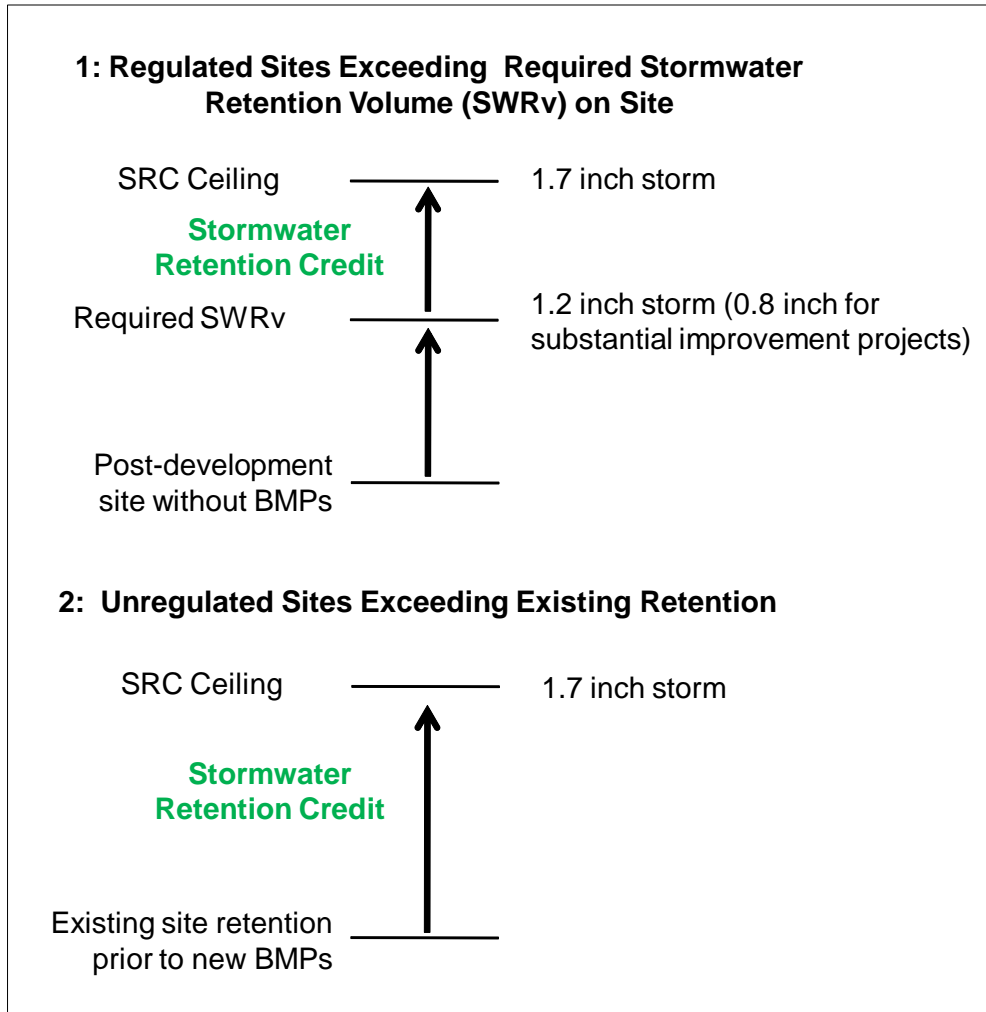 1: Regulated Sites Exceeding  Required Stormwater
Retention Volume (SWRv) on Site
SRC Ceiling
1.7 inch storm
Stormwater
Retention Credit
Required SWRv
1.2 inch storm (0.8 inch for
substantial improvement projects)
Post-development
site without BMPs
2:  Unregulated Sites Exceeding Existing Retention
SRC Ceiling
1.7 inch storm
Stormwater
Retention Credit
Existing site retention
prior to new BMPs